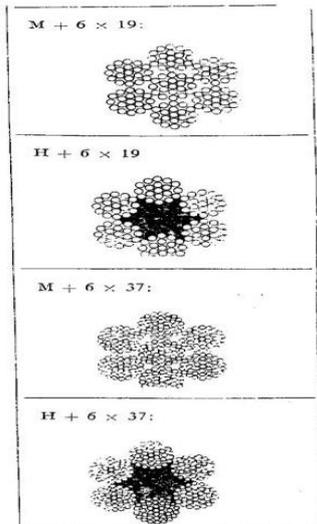 M + 6 × 19:
H + 6 × 19
M + 6 × 37:
H + 6 × 37: